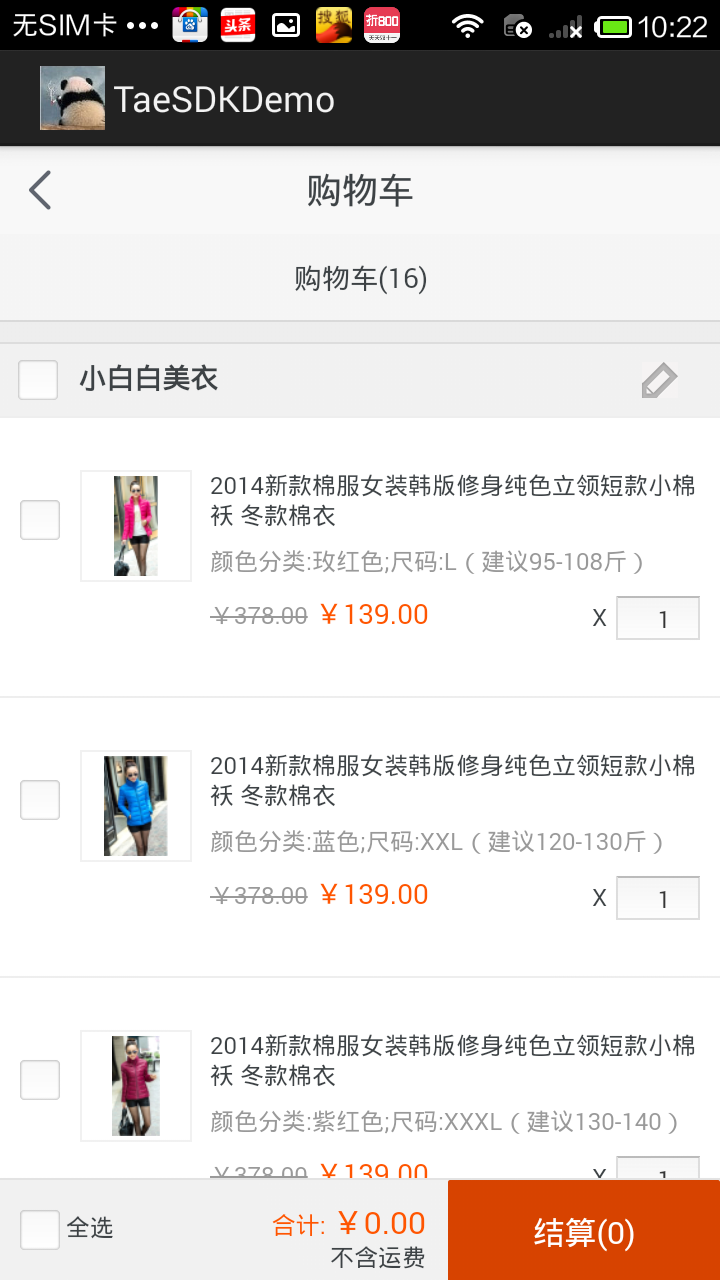 无SIM卡 ••• 头条 搜狐 折800 10:22
TaeSDKDemo
购物车
购物车(16)
小白白美衣
2014新款棉服女装韩版修身纯色立领短款小棉
袄 冬款棉衣
颜色分类:玫红色;尺码:L（建议95-108斤）
￥378.00 ￥139.00 X 1
2014新款棉服女装韩版修身纯色立领短款小棉
袄 冬款棉衣
颜色分类:蓝色;尺码:XXL（建议120-130斤）
￥378.00 ￥139.00 X 1
2014新款棉服女装韩版修身纯色立领短款小棉
袄 冬款棉衣
颜色分类:紫红色;尺码:XXXL（建议130-140）
￥378.00 ￥139.00 X 1
全选 合计: ￥0.00
不含运费
结算(0)